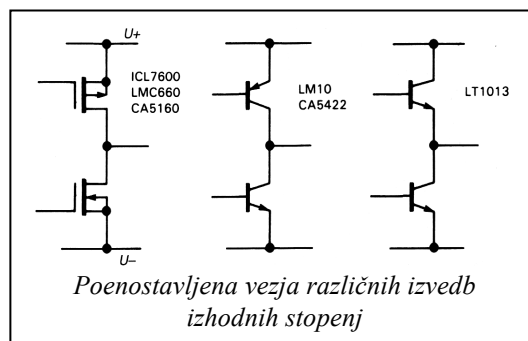 U+
ICL7600
LMC660
CA5160
LM10
CA5422
LT1013
U–
Poenostavljena vezja različnih izvedb
izhodnih stopenj